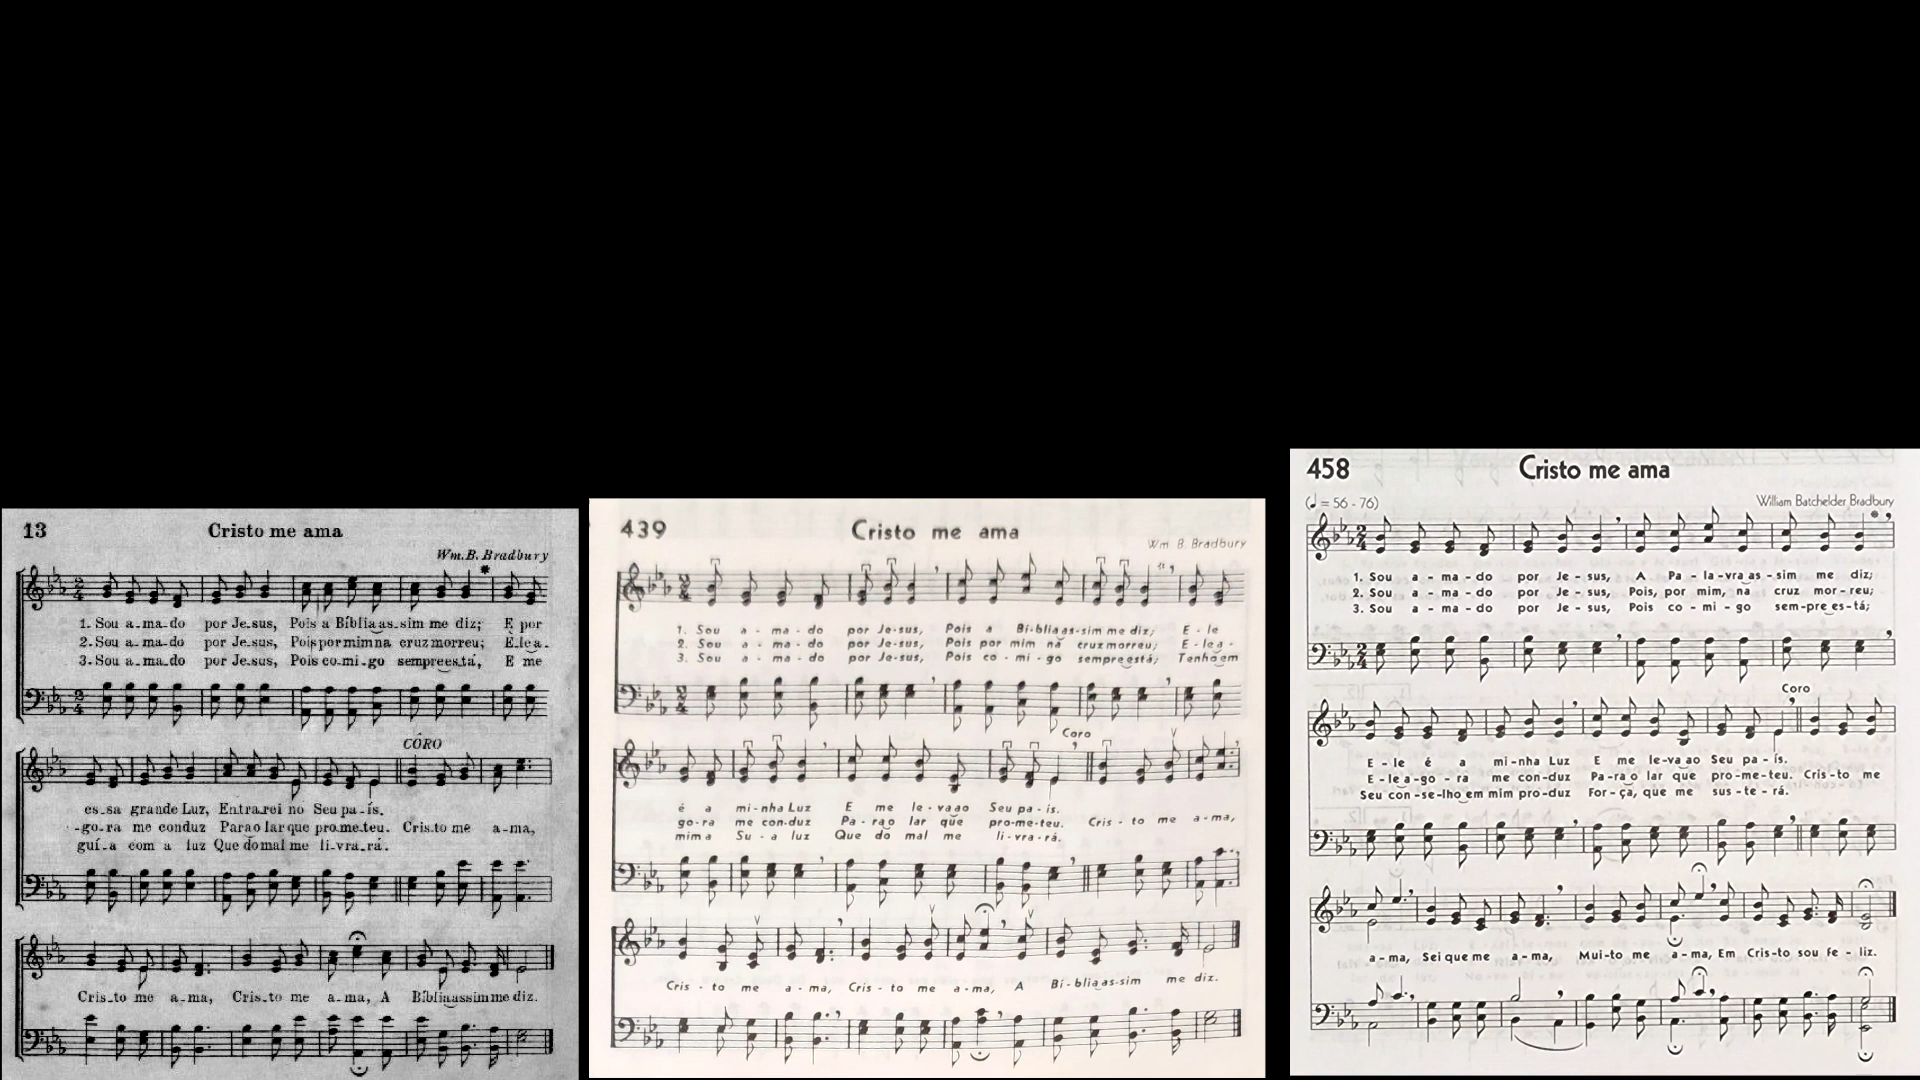 13
Cristo me ama
Wm. B. Bradbury
1. Sou a-ma-do por Je-sus, Pois a Bíblia as-sim me diz; E por
2. Sou a-ma-do por Je-sus, Pois por mim na cruz morreu; E-le a-
3. Sou a-ma-do por Je-sus, Pois co-mi-go sempre está, E me
CÔRO
es-sa grande Luz, Entra-rei no Seu pa-ís.
-go-ra me conduz Para o lar que pro-me-teu. Cris-to me a-ma,
guí-a com a luz Que do mal me li-vra-rá.
Cris-to me a-ma, Cris-to me a-ma, A Bíblia assim me diz.
439
Cristo me ama
Wm. B. Bradbury
1. Sou a-ma-do por Je-sus, Pois a Bí-blia as-sim me diz; E-le
2. Sou a-ma-do por Je-sus, Pois por mim na cruz morreu; E-le a-
3. Sou a-ma-do por Je-sus, Pois co-mi-go sempre está; Tenho em
Coro
é a mi-nha Luz E me le-va ao Seu pa-ís.
go-ra me con-duz Pa-ra o lar que pro-me-teu. Cris-to me a-ma,
mim a Su-a luz Que do mal me li-vra-rá.
Cris-to me a-ma, Cris-to me a-ma, A Bí-blia as-sim me diz.
458
Cristo me ama
(♩ = 56 - 76)
William Batchelder Bradbury
1. Sou a-ma-do por Je-sus, A Pa-la-vra as-sim me diz;
2. Sou a-ma-do por Je-sus, Pois, por mim, na cruz mor-reu;
3. Sou a-ma-do por Je-sus, Pois co-mi-go sem-pre es-tá;
Coro
E-le é a mi-nha Luz E me le-va ao Seu pa-ís.
E-le a-go-ra me con-duz Pa-ra o lar que pro-me-teu. Cris-to me
Seu con-se-lho em mim pro-duz For-ça, que me sus-te-rá.
a-ma, Sei que me a-ma, Mui-to me a-ma, Em Cris-to sou fe-liz.